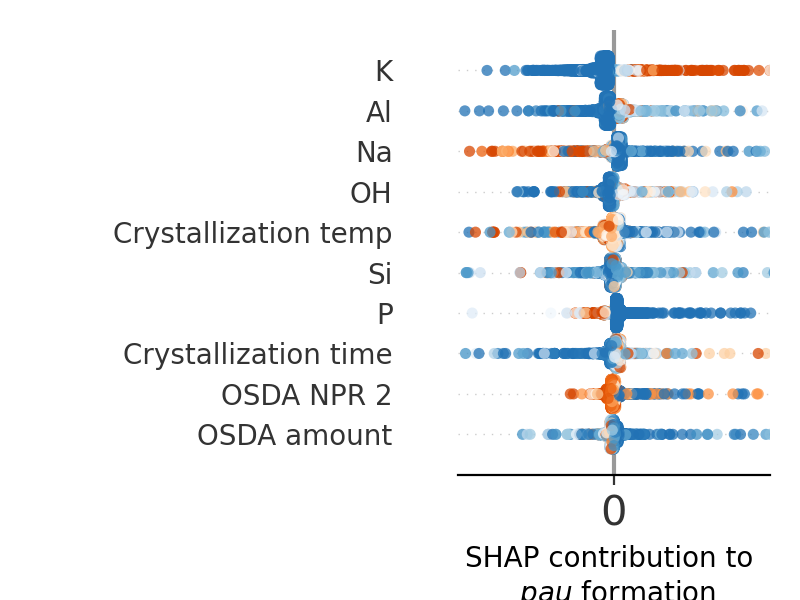 K
Al
Na
OH
Crystallization temp
Si
P
Crystallization time
OSDA NPR 2
OSDA amount
0
SHAP contribution to
pau formation